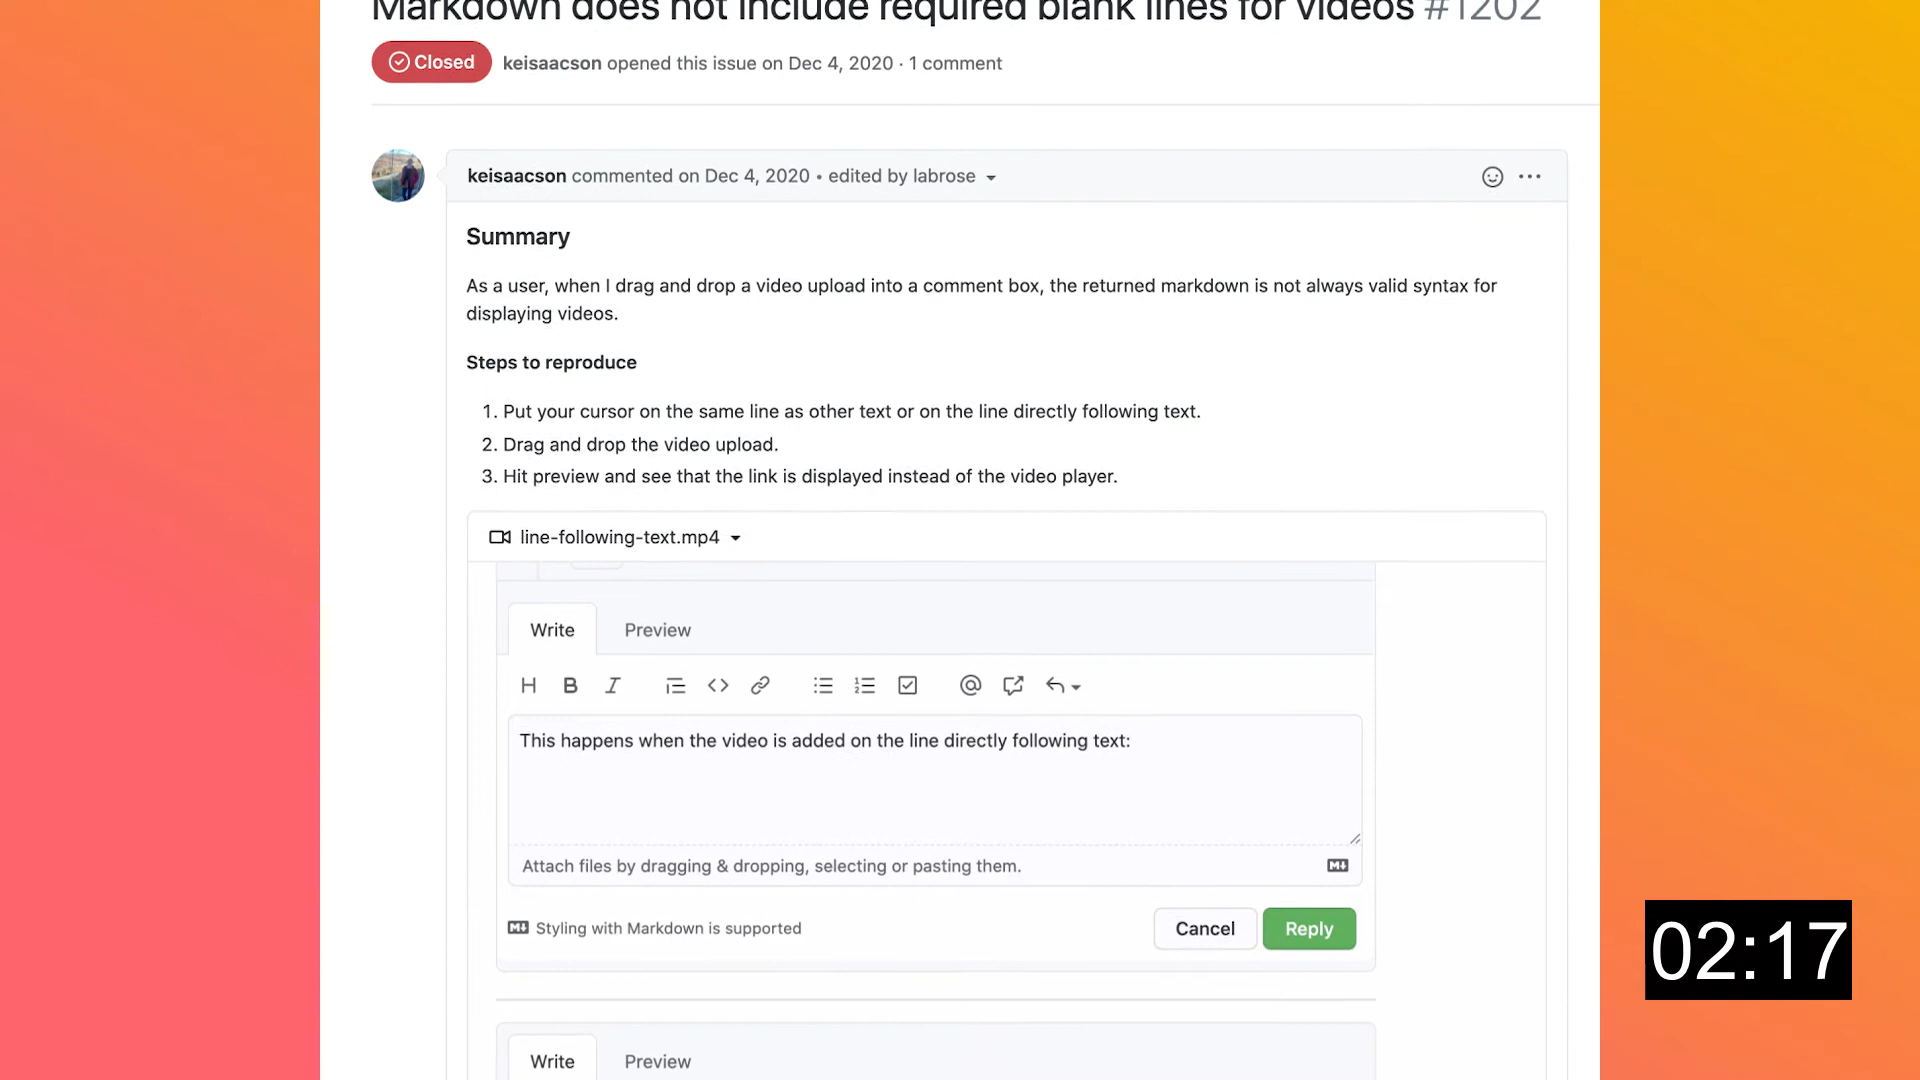 Markdown does not include required blank lines for videos #1202
Closed keisaacson opened this issue on Dec 4, 2020 · 1 comment
keisaacson commented on Dec 4, 2020 • edited by labrose
Summary
As a user, when I drag and drop a video upload into a comment box, the returned markdown is not always valid syntax for
displaying videos.
Steps to reproduce
1. Put your cursor on the same line as other text or on the line directly following text.
2. Drag and drop the video upload.
3. Hit preview and see that the link is displayed instead of the video player.
line-following-text.mp4
Write Preview
H B I @
This happens when the video is added on the line directly following text:
Attach files by dragging & dropping, selecting or pasting them.
Styling with Markdown is supported Cancel Reply
02:17
Write Preview